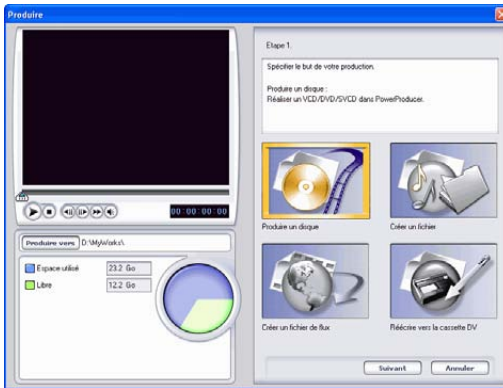 Produire
Etape 1.
Spécifier le but de votre production.
Produire un disque :
Réaliser un VCD/DVD/SVCD dans PowerProducer.
00:00:00:00
Produire un disque
Créer un fichier
Produire vers D:\MyWorks\
Espace utilisé 23.2 Go
Libre 12.2 Go
Créer un fichier de flux
Réécrire vers la cassette DV
Suivant Annuler